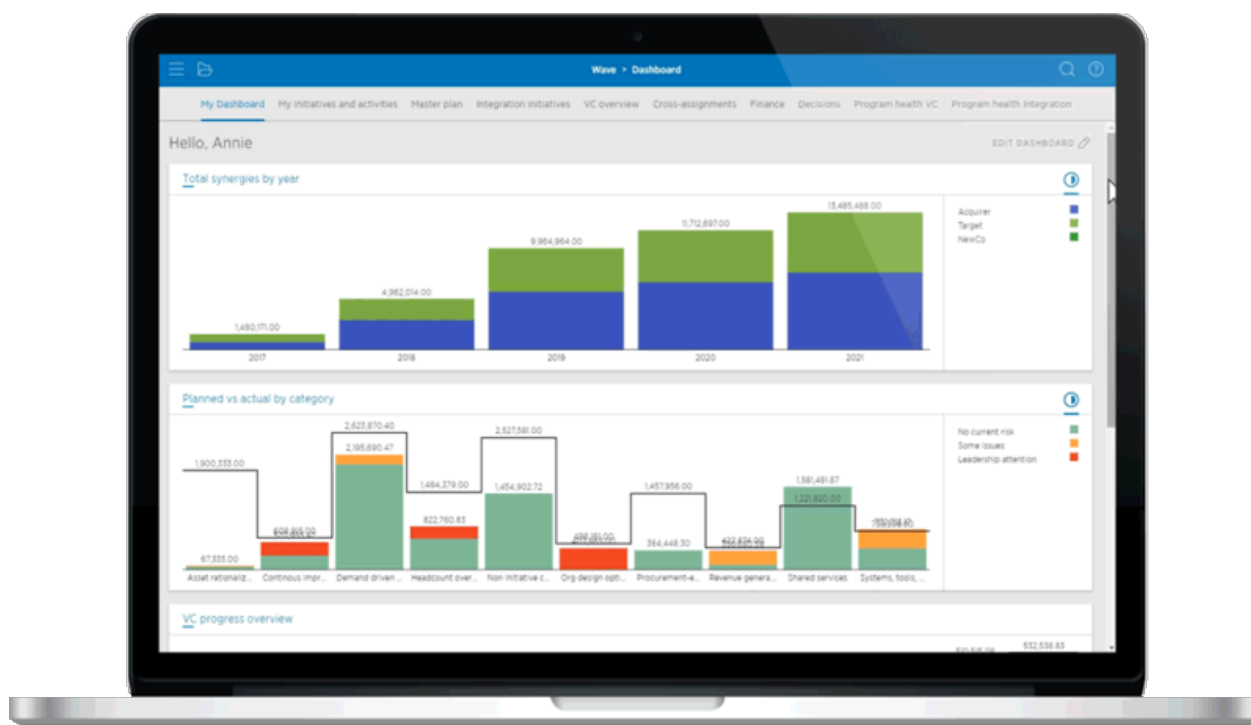 Wave > Dashboard
My Dashboard My initiatives and activities Master plan Integration initiatives VC overview Cross-assignments Finance Decisions Program health VC Program health Integration
Hello, Annie
EDIT DASHBOARD
Total synergies by year
13,485,488.00
11,712,697.00
9,964,964.00
4,962,014.00
1,480,171.00
2017 2018 2019 2020 2021
Acquirer
Target
NewCo
Planned vs actual by category
2,623,870.40
2,527,581.00
2,195,690.47
1,900,333.00
1,484,379.00
1,454,902.72
1,457,956.00
1,581,481.87
1,221,820.00
822,760.83
364,448.30
67,335.00
Asset rationaliz... Continous impr... Demand driven ... Headcount over... Non initiative c... Org design opti... Procurement-e... Revenue genera... Shared services Systems, tools, ...
No current risk
Some issues
Leadership attention
VC progress overview
532,536.83